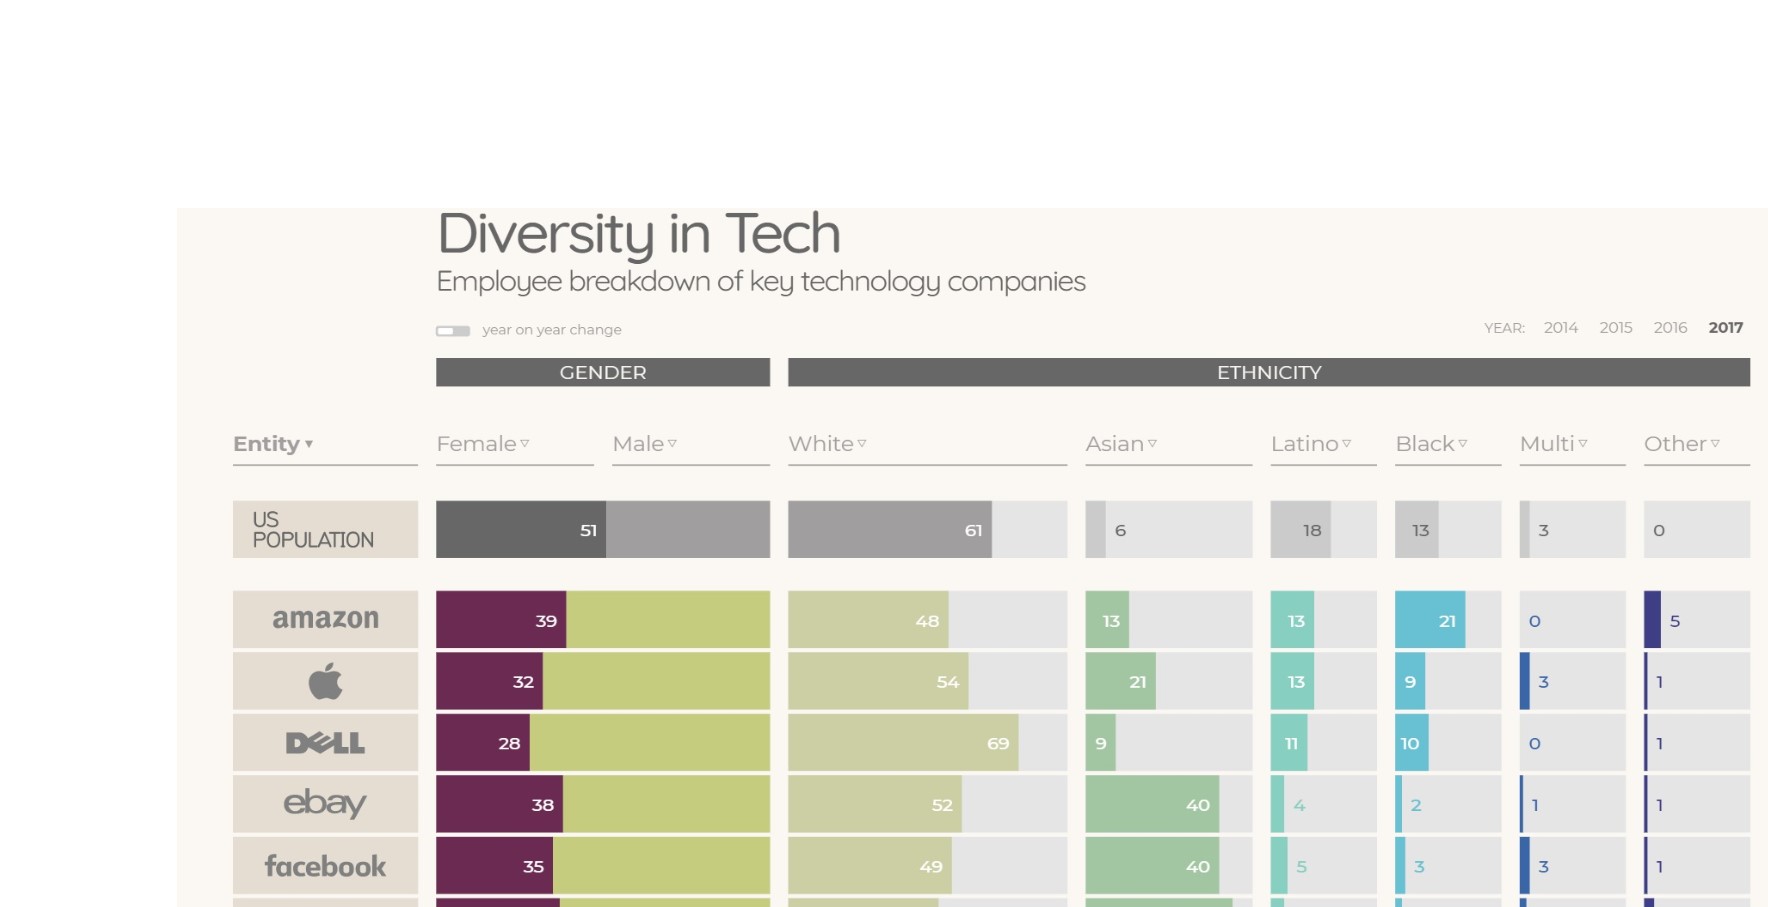 Diversity in Tech
Employee breakdown of key technology companies
year on year change
YEAR: 2014 2015 2016 2017
GENDER ETHNICITY
Entity Female Male White Asian Latino Black Multi Other
US
POPULATION
51 61 6 18 13 3 0
amazon 39 48 13 13 21 0 5
32 54 21 13 9 3 1
DELL 28 69 9 11 10 0 1
ebay 38 52 40 4 2 1 1
facebook 35 49 40 5 3 3 1